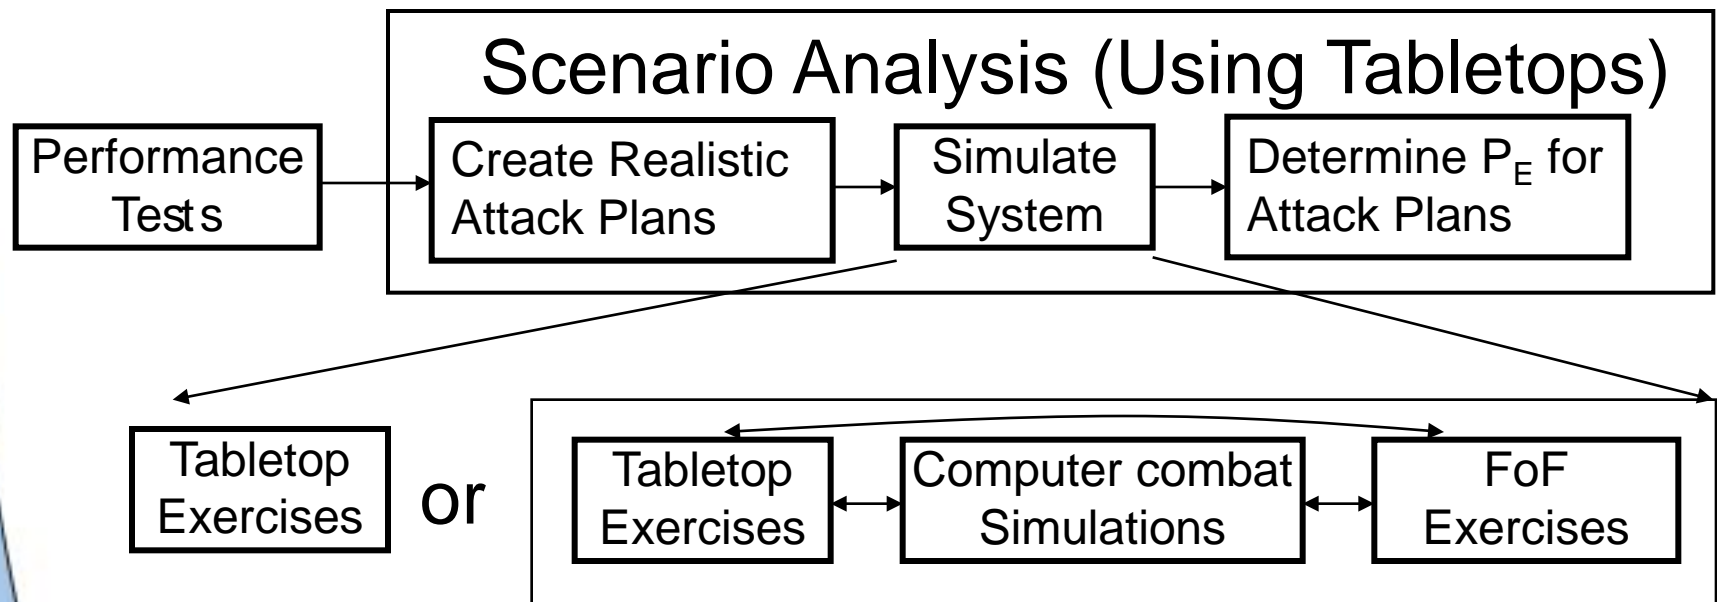 Scenario Analysis (Using Tabletops)
Performance
Tests
Create Realistic
Attack Plans
Simulate
System
Determine P_E for
Attack Plans
Tabletop
Exercises
or
Tabletop
Exercises
Computer combat
Simulations
FoF
Exercises